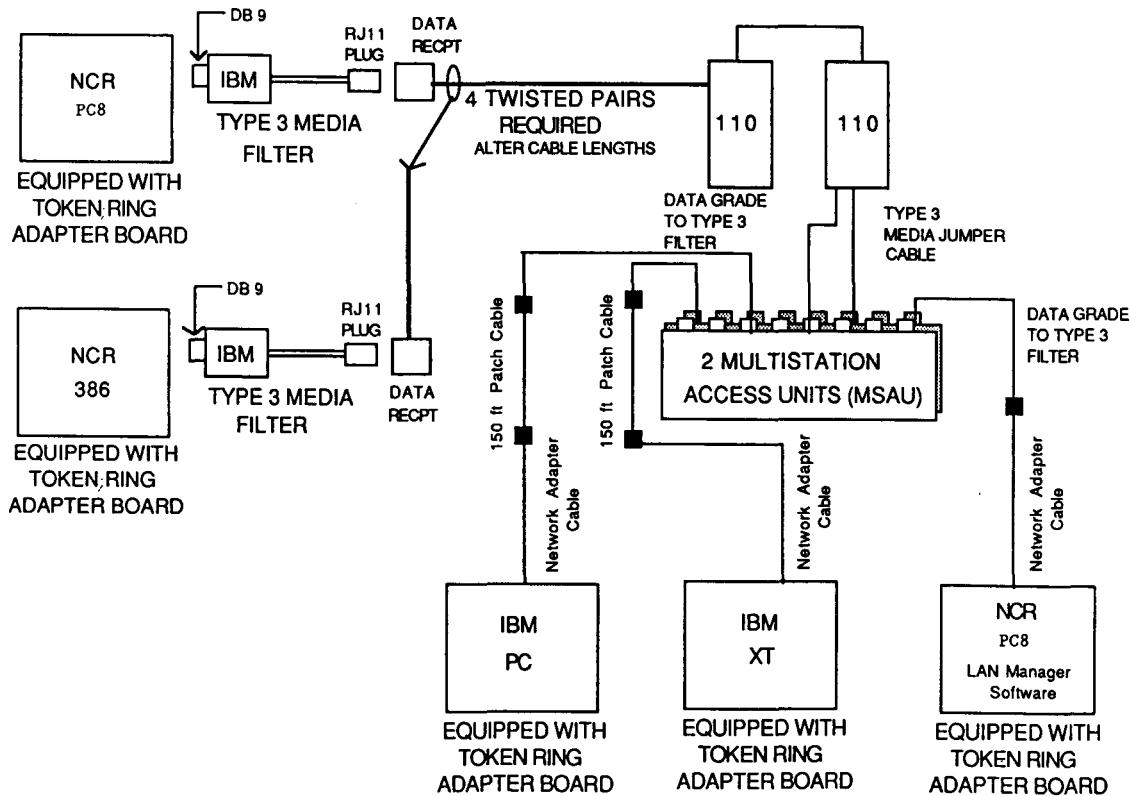 DB 9
NCR
PC8
IBM
TYPE 3 MEDIA
FILTER
RJ11
PLUG
DATA
RECPT
EQUIPPED WITH
TOKEN RING
ADAPTER BOARD
4 TWISTED PAIRS
REQUIRED
ALTER CABLE LENGTHS
110
110
DATA GRADE
TO TYPE 3
FILTER
TYPE 3
MEDIA JUMPER
CABLE
DB 9
NCR
386
IBM
TYPE 3 MEDIA
FILTER
RJ11
PLUG
DATA
RECPT
EQUIPPED WITH
TOKEN RING
ADAPTER BOARD
150 ft Patch Cable
150 ft Patch Cable
2 MULTISTATION
ACCESS UNITS (MSAU)
DATA GRADE
TO TYPE 3
FILTER
Network Adapter
Cable
Network Adapter
Cable
Network Adapter
Cable
IBM
PC
EQUIPPED WITH
TOKEN RING
ADAPTER BOARD
IBM
XT
EQUIPPED WITH
TOKEN RING
ADAPTER BOARD
NCR
PC8
LAN Manager
Software
EQUIPPED WITH
TOKEN RING
ADAPTER BOARD